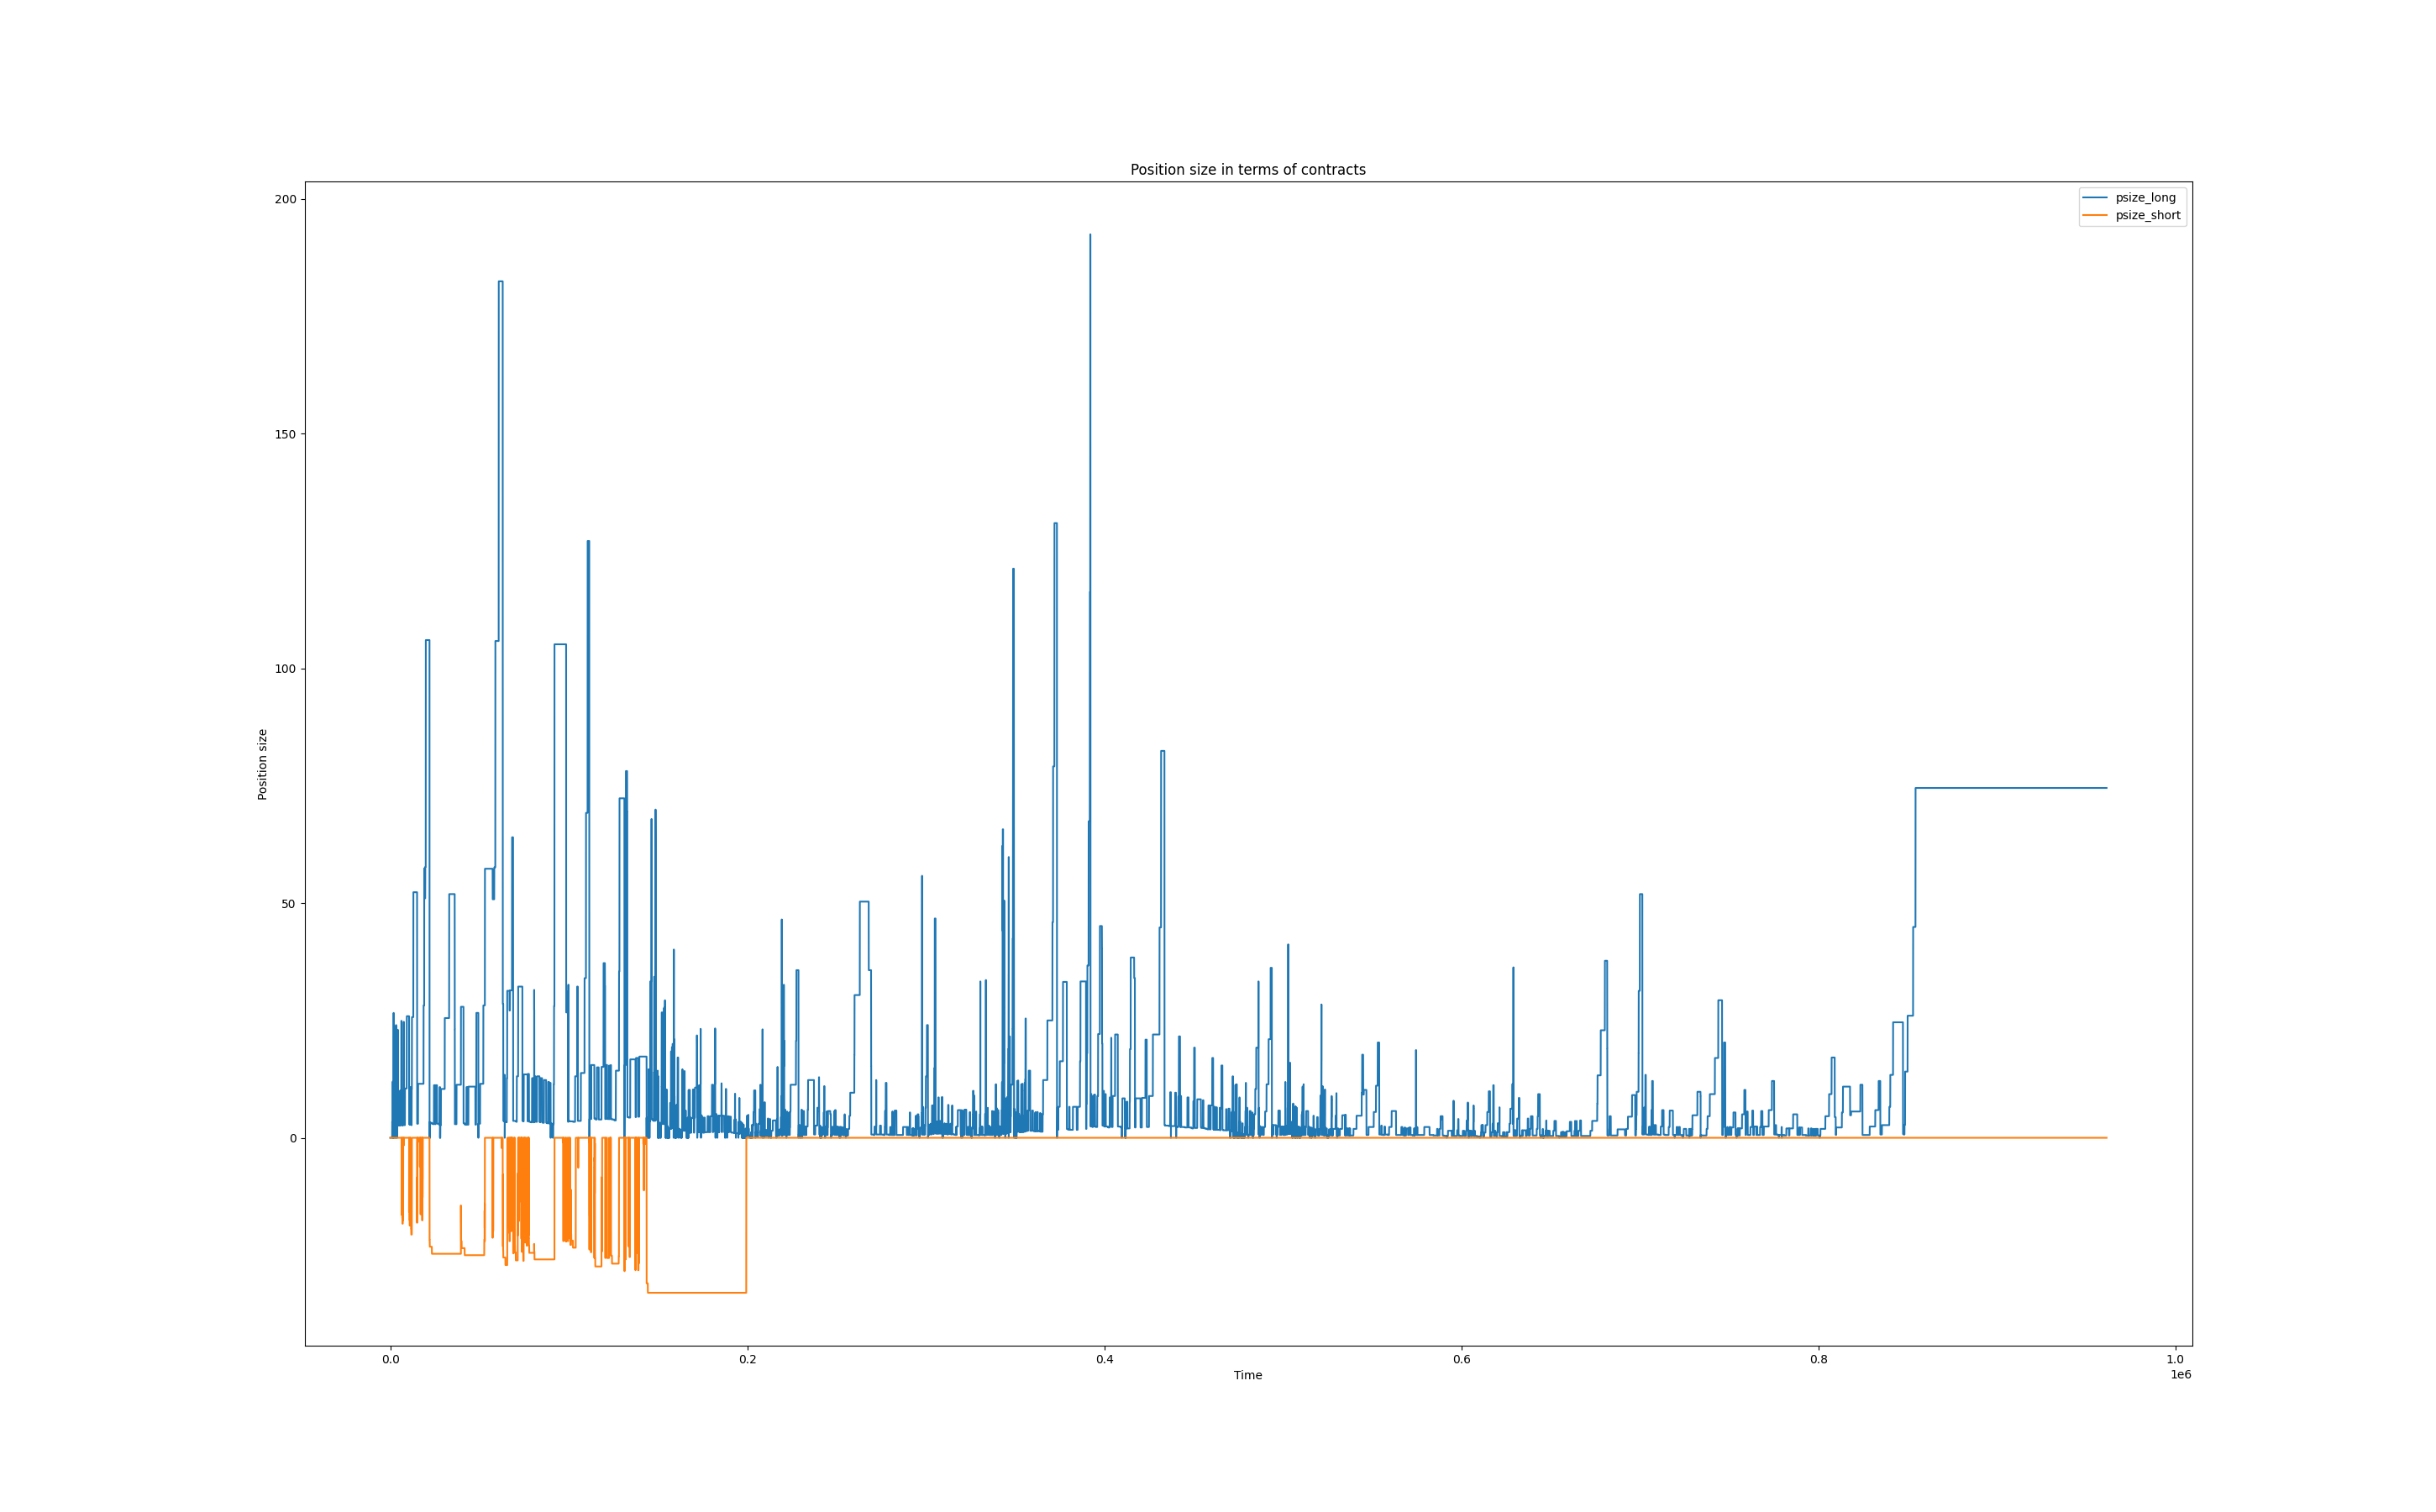 Position size in terms of contracts
psize_long
psize_short
200
150
100
50
0
Position size
0.0 0.2 0.4 0.6 0.8 1.0
Time
1e6